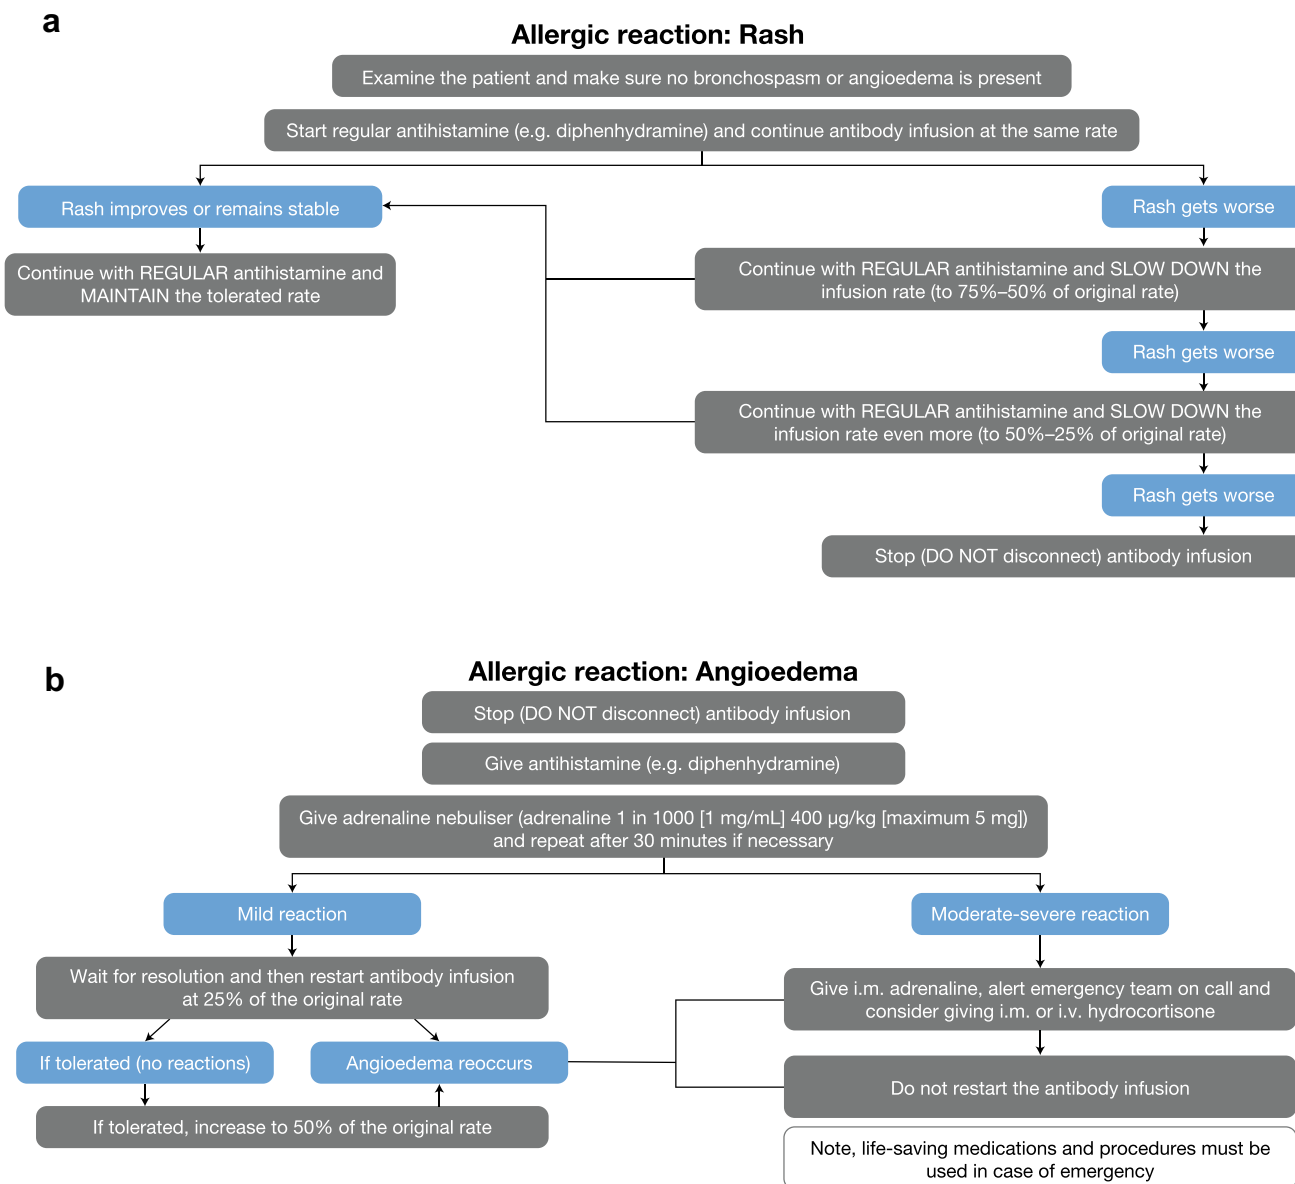 a
Allergic reaction: Rash
Examine the patient and make sure no bronchospasm or angioedema is present
Start regular antihistamine (e.g. diphenhydramine) and continue antibody infusion at the same rate
Rash improves or remains stable
Rash gets worse
Continue with REGULAR antihistamine and
MAINTAIN the tolerated rate
Continue with REGULAR antihistamine and SLOW DOWN the
infusion rate (to 75%–50% of original rate)
Rash gets worse
Continue with REGULAR antihistamine and SLOW DOWN the
infusion rate even more (to 50%–25% of original rate)
Rash gets worse
Stop (DO NOT disconnect) antibody infusion
b
Allergic reaction: Angioedema
Stop (DO NOT disconnect) antibody infusion
Give antihistamine (e.g. diphenhydramine)
Give adrenaline nebuliser (adrenaline 1 in 1000 [1 mg/mL] 400 µg/kg [maximum 5 mg])
and repeat after 30 minutes if necessary
Mild reaction
Moderate-severe reaction
Wait for resolution and then restart antibody infusion
at 25% of the original rate
Give i.m. adrenaline, alert emergency team on call and
consider giving i.m. or i.v. hydrocortisone
If tolerated (no reactions)
Angioedema reoccurs
Do not restart the antibody infusion
If tolerated, increase to 50% of the original rate
Note, life-saving medications and procedures must be
used in case of emergency